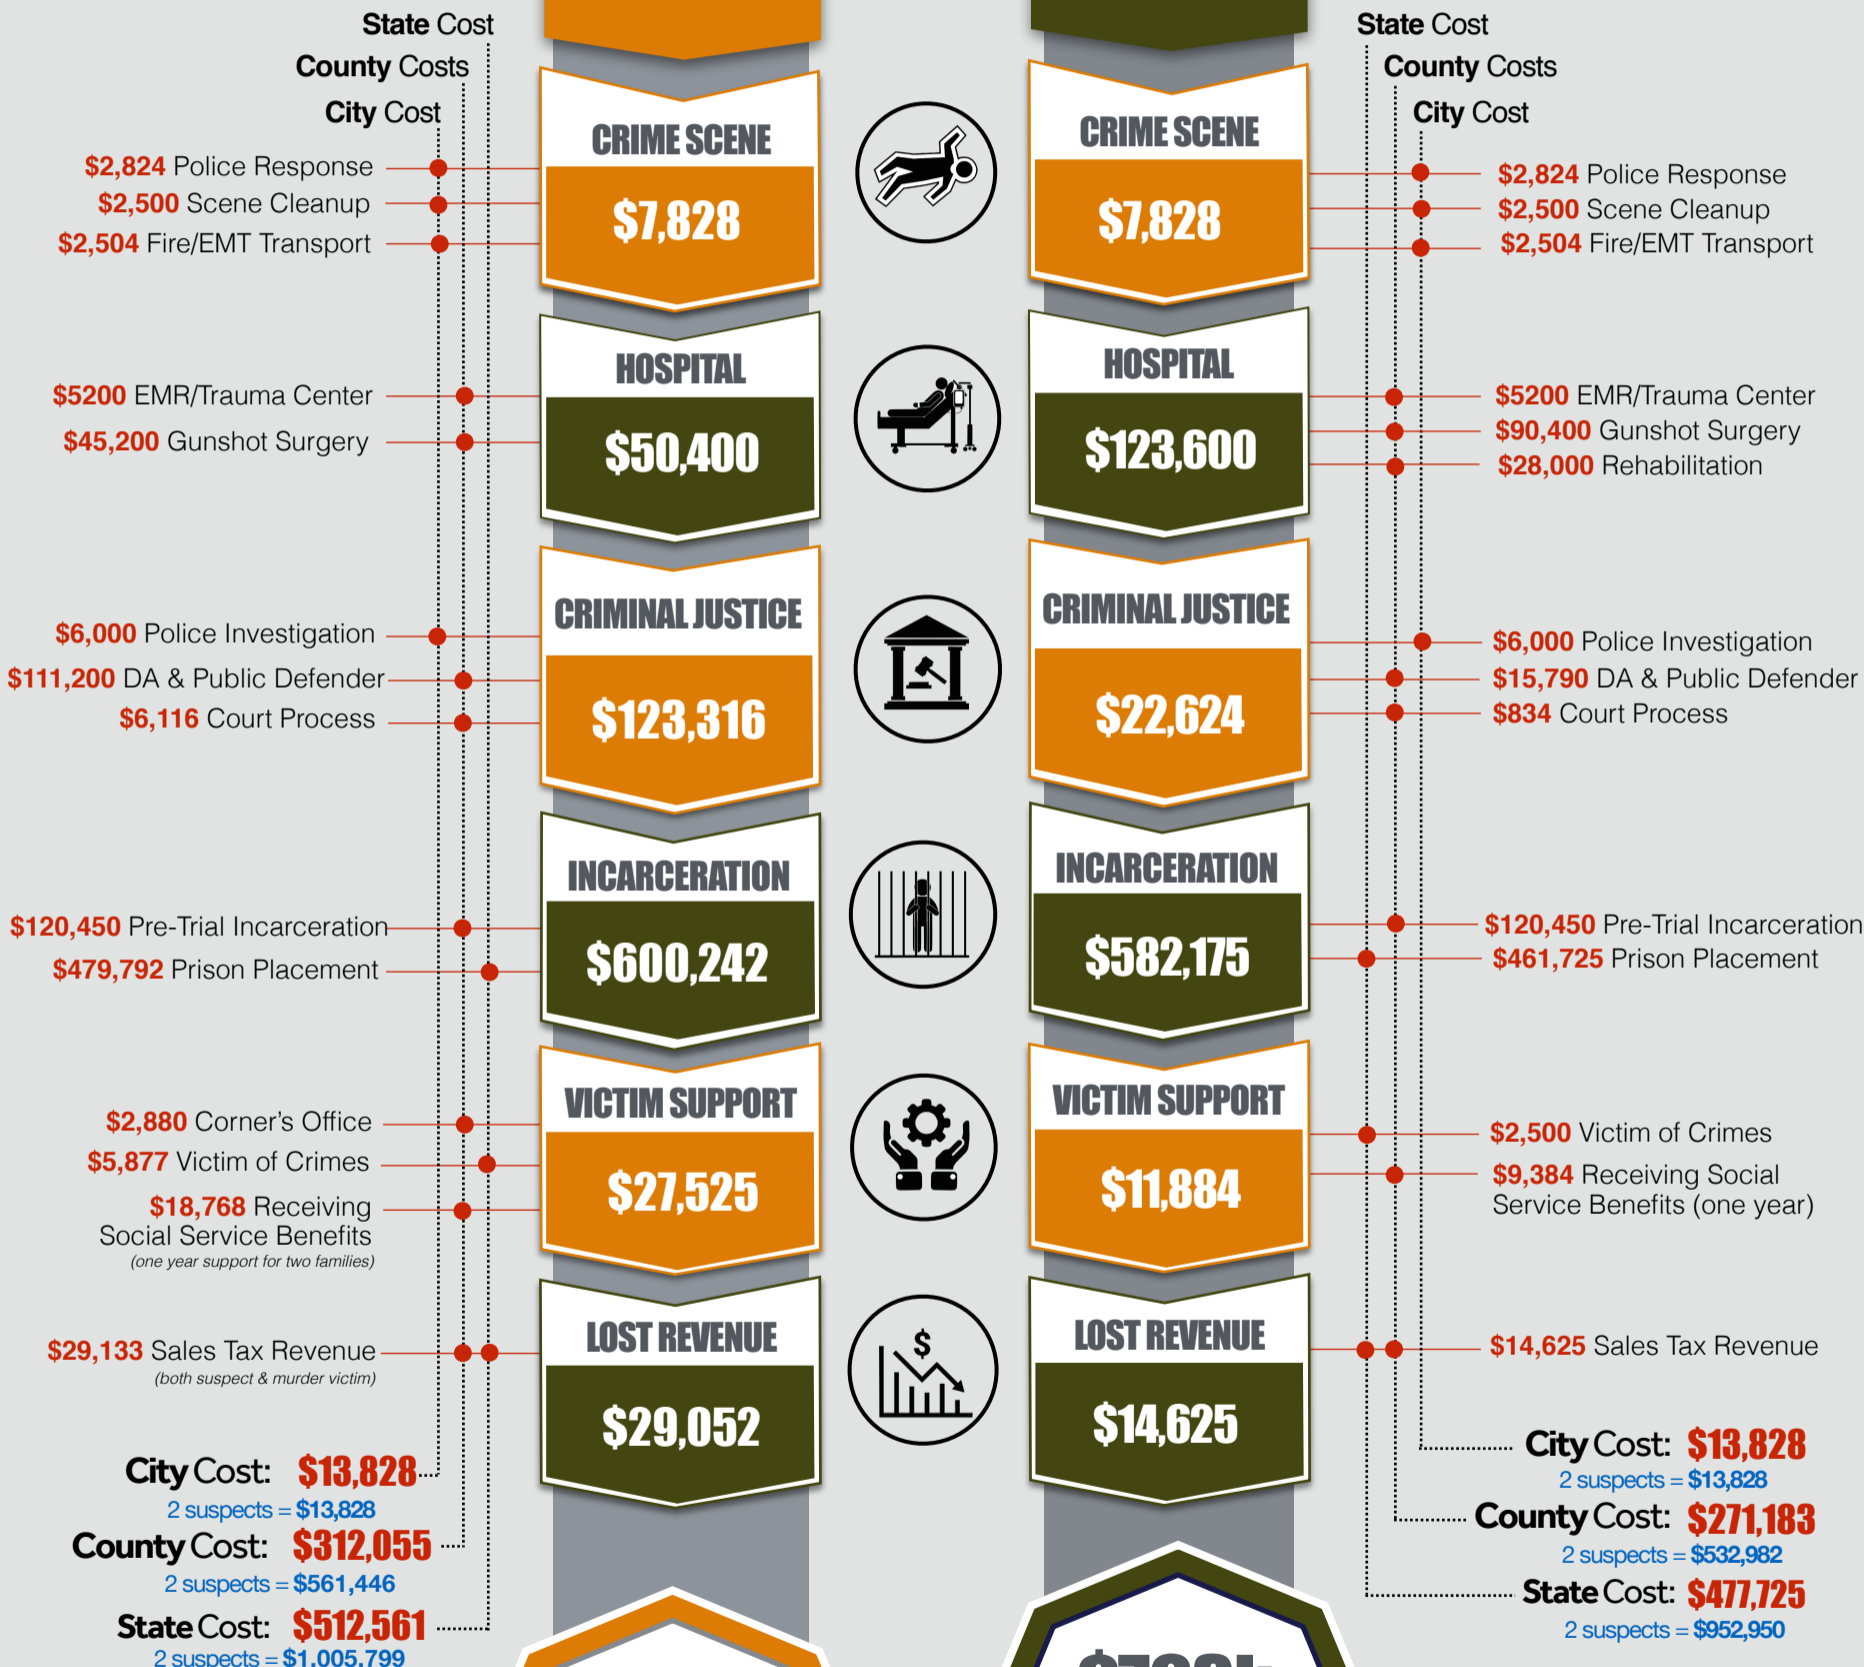 State Cost
County Costs
City Cost
$2,824 Police Response
$2,500 Scene Cleanup
$2,504 Fire/EMT Transport
CRIME SCENE
$7,828
$5200 EMR/Trauma Center
$45,200 Gunshot Surgery
HOSPITAL
$50,400
$6,000 Police Investigation
$111,200 DA & Public Defender
$6,116 Court Process
CRIMINAL JUSTICE
$123,316
$120,450 Pre-Trial Incarceration
$479,792 Prison Placement
INCARCERATION
$600,242
$2,880 Corner's Office
$5,877 Victim of Crimes
$18,768 Receiving
Social Service Benefits
(one year support for two families)
VICTIM SUPPORT
$27,525
$29,133 Sales Tax Revenue
(both suspect & murder victim)
LOST REVENUE
$29,052
City Cost: $13,828
2 suspects = $13,828
County Cost: $312,055
2 suspects = $561,446
State Cost: $512,561
2 suspects = $1,005,799
$
State Cost
County Costs
City Cost
CRIME SCENE
$7,828
$2,824 Police Response
$2,500 Scene Cleanup
$2,504 Fire/EMT Transport
HOSPITAL
$123,600
$5200 EMR/Trauma Center
$90,400 Gunshot Surgery
$28,000 Rehabilitation
CRIMINAL JUSTICE
$22,624
$6,000 Police Investigation
$15,790 DA & Public Defender
$834 Court Process
INCARCERATION
$582,175
$120,450 Pre-Trial Incarceration
$461,725 Prison Placement
VICTIM SUPPORT
$11,884
$2,500 Victim of Crimes
$9,384 Receiving Social
Service Benefits (one year)
LOST REVENUE
$14,625
$14,625 Sales Tax Revenue
City Cost: $13,828
2 suspects = $13,828
County Cost: $271,183
2 suspects = $532,982
State Cost: $477,725
2 suspects = $952,950